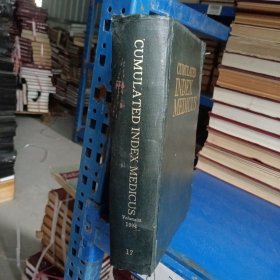 CUMULATED INDEX MEDICUS
17
CUMULATED
INDEX
MEDICUS